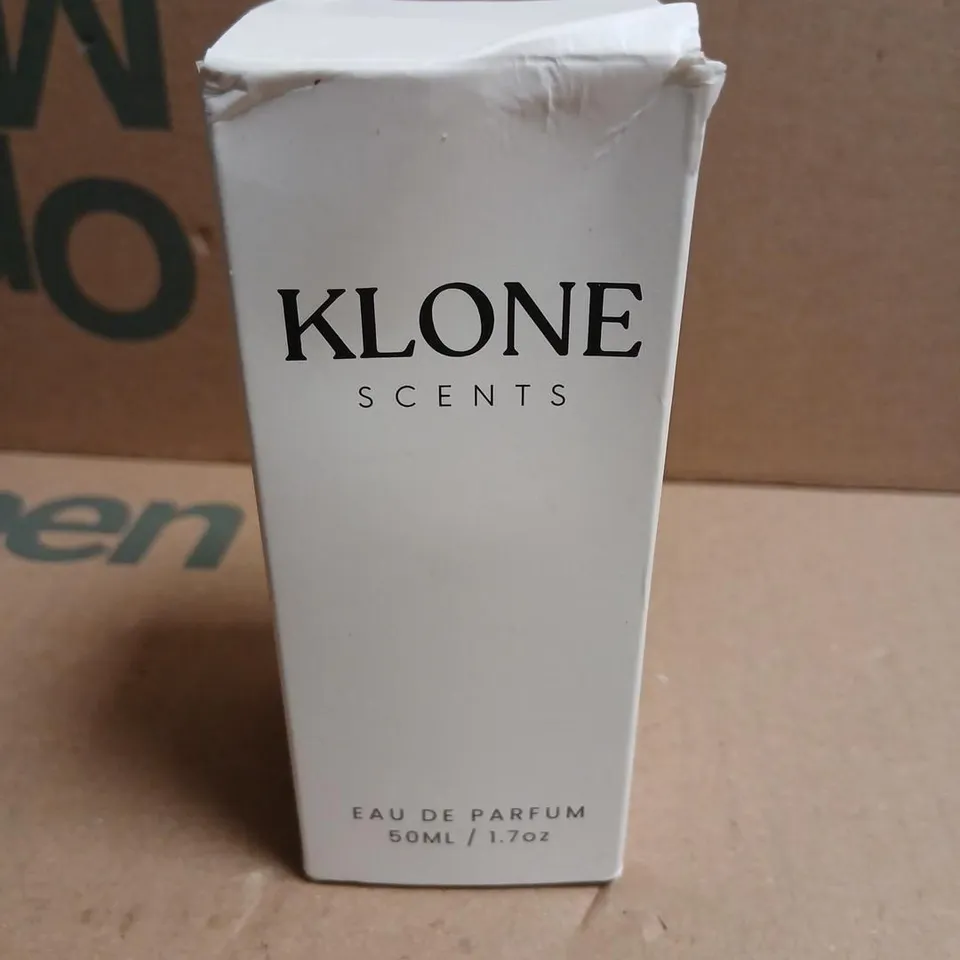 KLONE
SCENTS
EAU DE PARFUM
50ML / 1.7oz